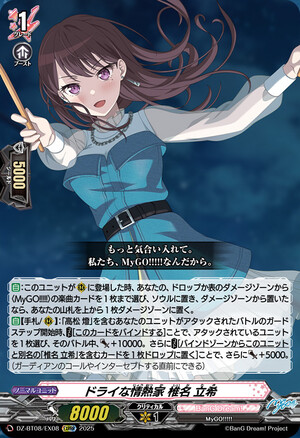 1
グレード
ブースト
シールド
5000
もっと気合い入れて。
私たち、MyGO!!!!!なんだから。
自:このユニットがⓇに登場した時、あなたの、ドロップか表のダメージゾーンから
《MyGO!!!!!》の楽曲カードを1枚まで選び、ソウルに置き、ダメージゾーンから置いた
なら、あなたの山札を上から1枚ダメージゾーンに置く。
自【手札】:「高松 燈」を含むあなたのユニットがアタックされたバトルのガード
ステップ開始時、[このカードをバインドする]ことで、アタックされているユニット
を1枚選び、そのバトル中、+10000。さらに[バインドゾーンからこのカード
と別名の「椎名 立希」を含むカード1枚をドロップに置く]ことで、+5000。
(ガーディアンのコールやインターセプトする直前にできる)
ノーマルユニット
ドライな情熱家 椎名 立希
8000
クリティカル
1
MyGO!!!!!
DZ-BT08/EX08
2025
©BanG Dream! Project